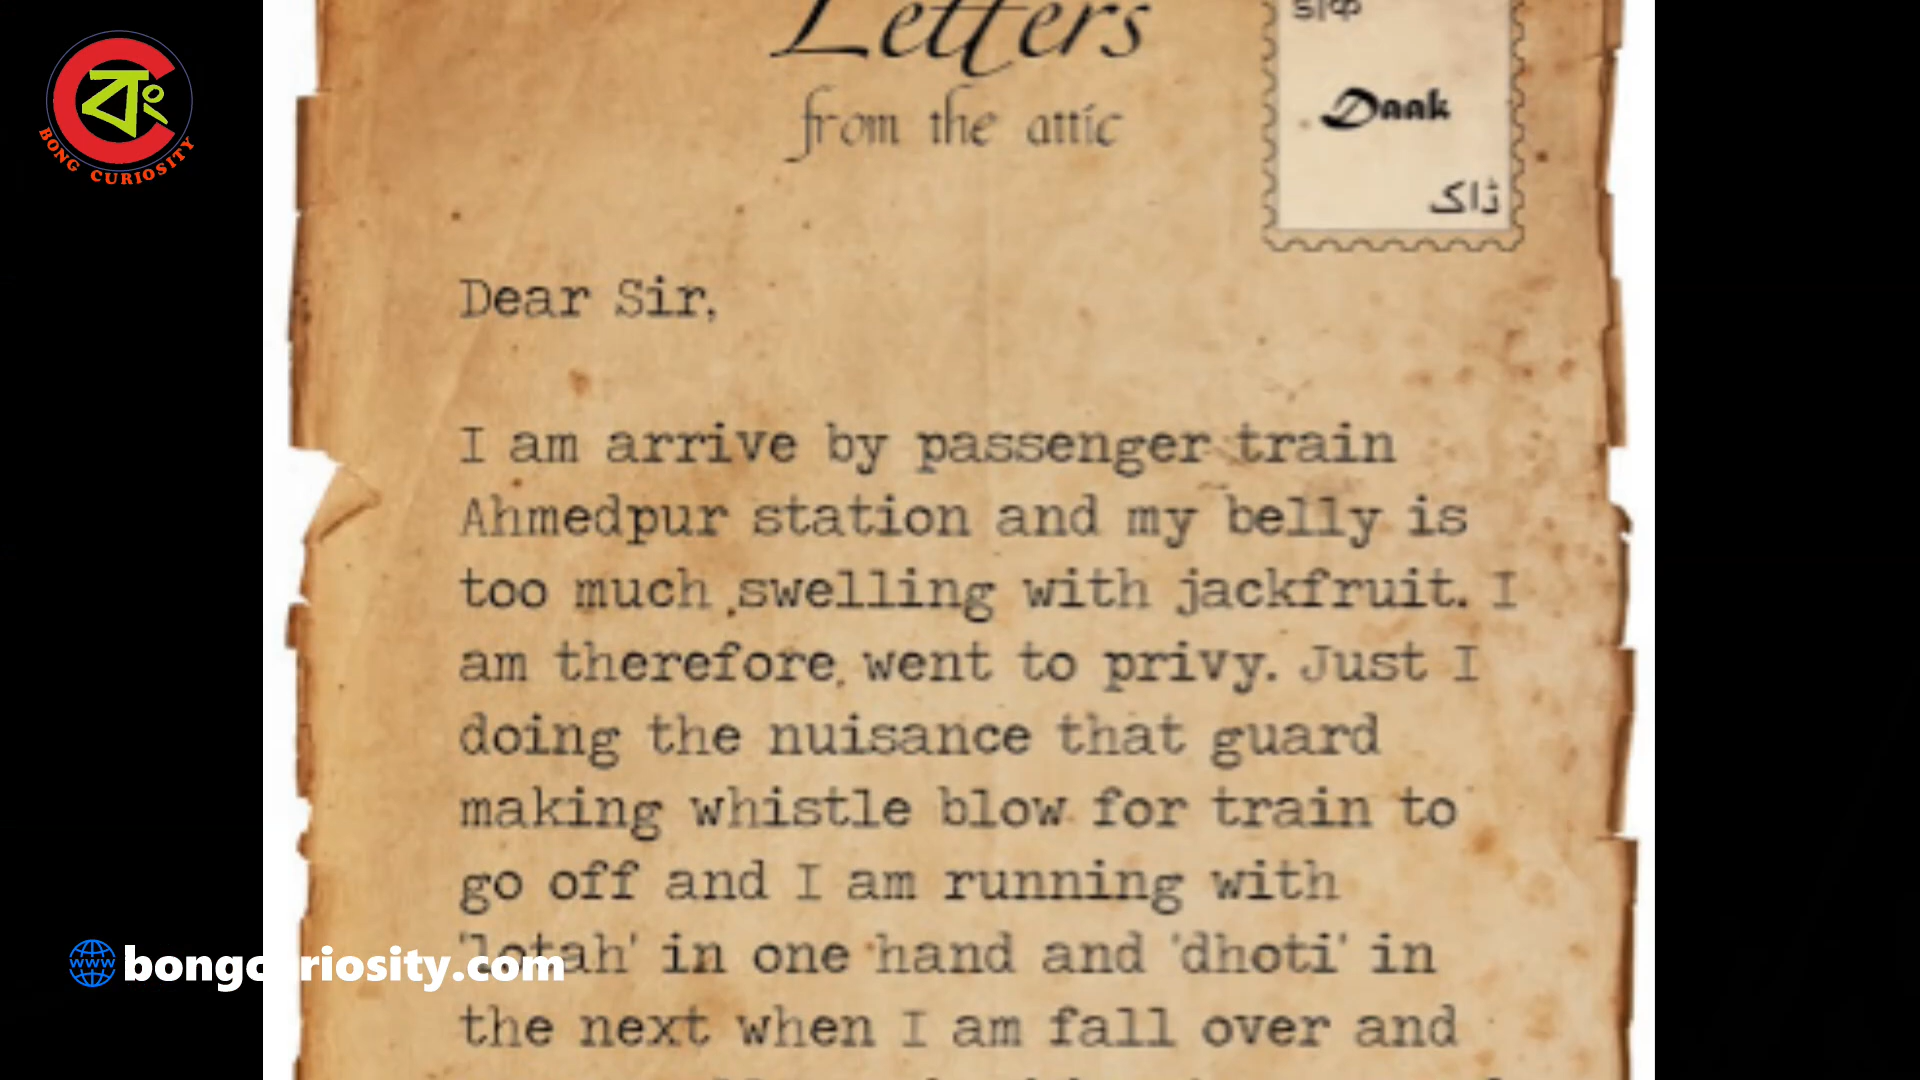 Letters
from the attic
डाक
Daak
ڈاک
বং
BONG CURIOSITY
Dear Sir,
I am arrive by passenger train
Ahmedpur station and my belly is
too much swelling with jackfruit. I
am therefore went to privy. Just I
doing the nuisance that guard
making whistle blow for train to
go off and I am running with
'lotah' in one hand and 'dhoti' in
the next when I am fall over and
www bongcuriosity.com